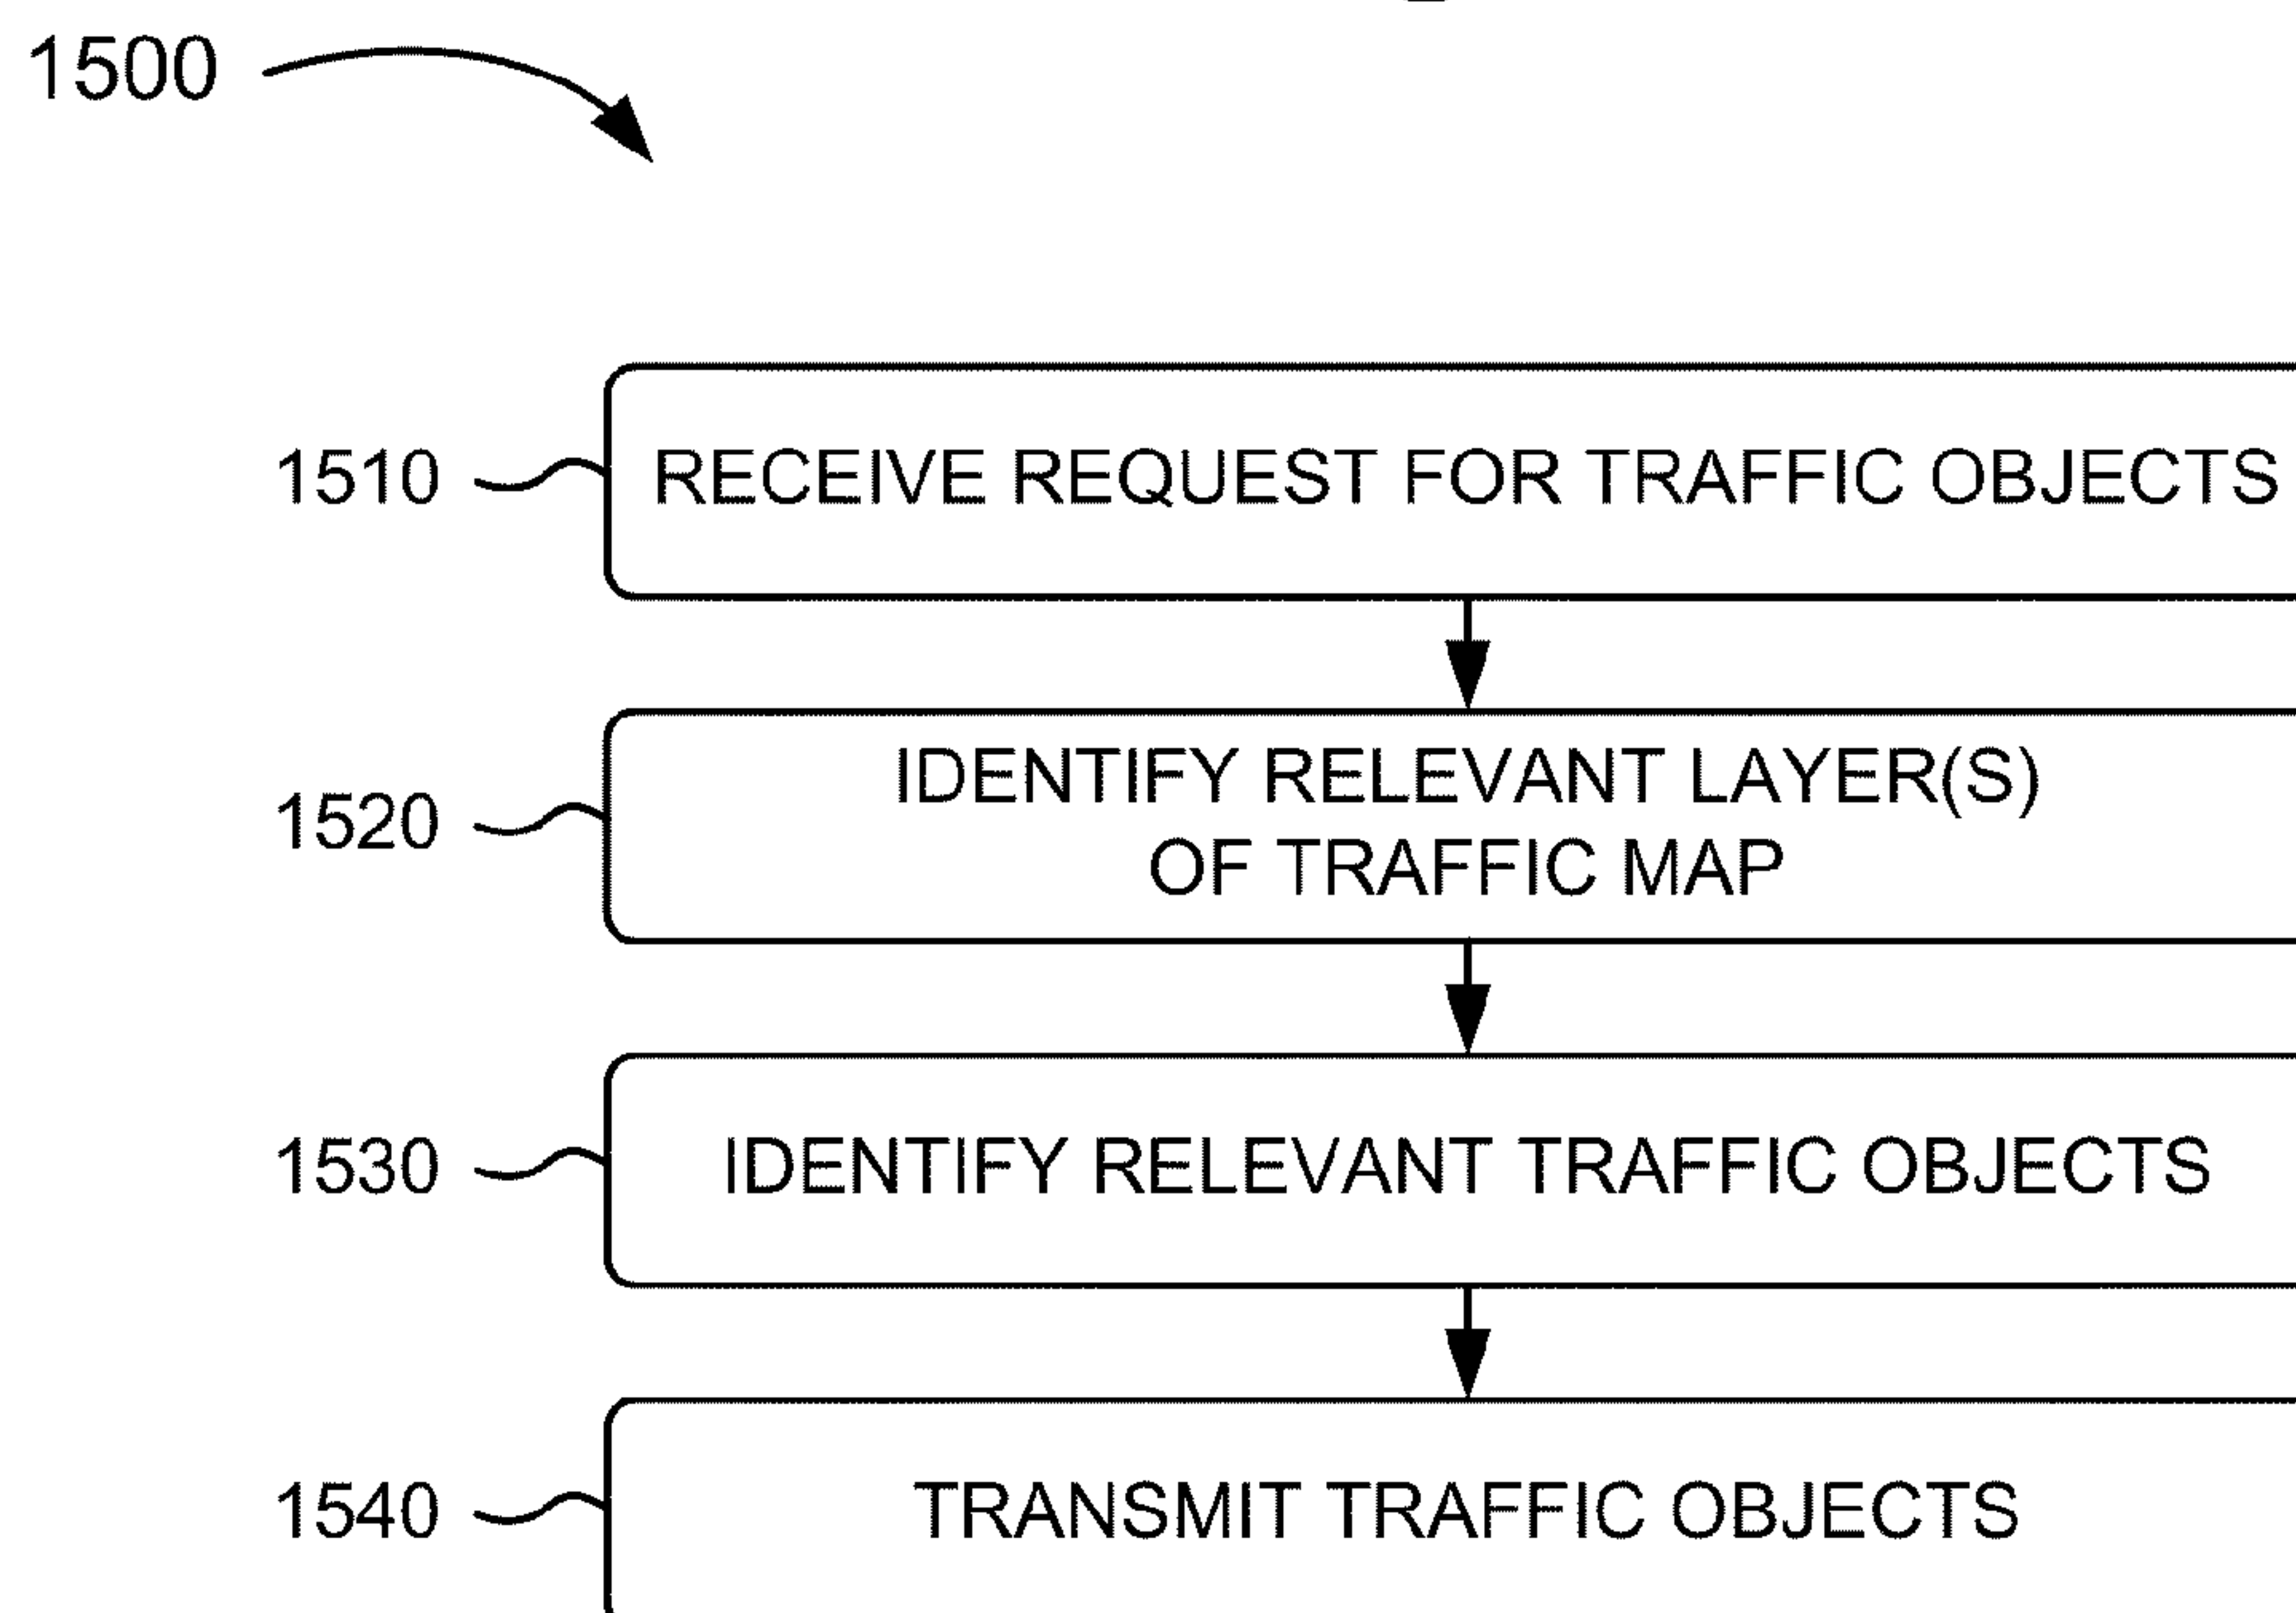 1500
1510 RECEIVE REQUEST FOR TRAFFIC OBJECTS
1520 IDENTIFY RELEVANT LAYER(S)
OF TRAFFIC MAP
1530 IDENTIFY RELEVANT TRAFFIC OBJECTS
1540 TRANSMIT TRAFFIC OBJECTS